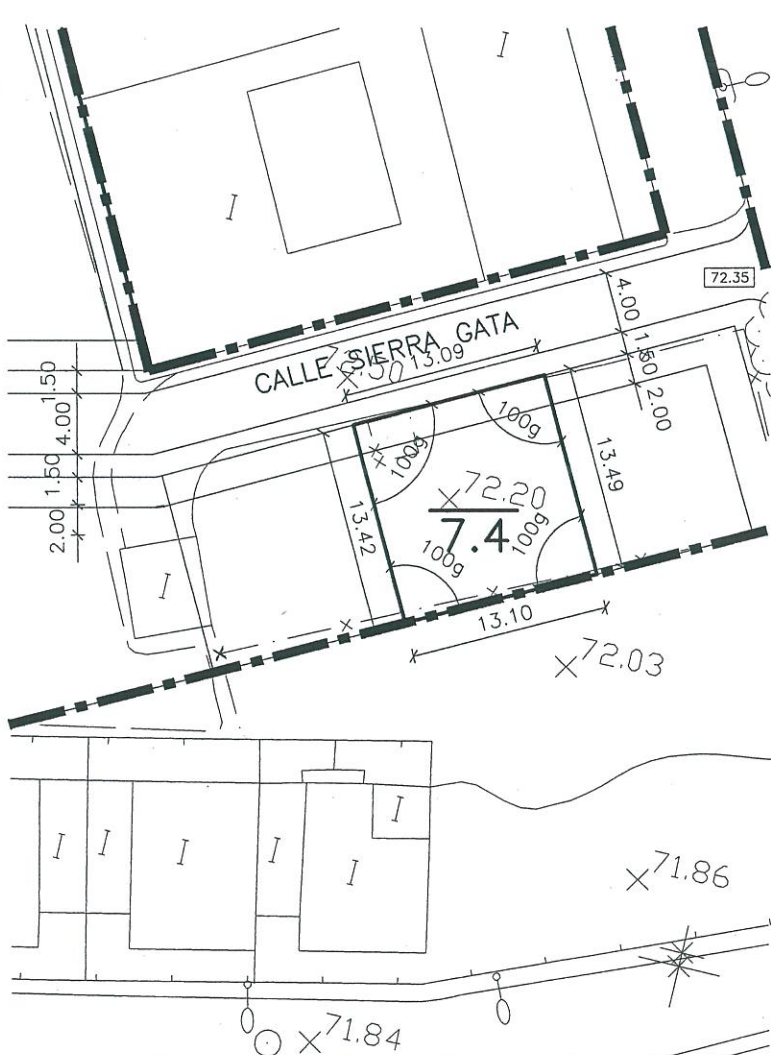 I
I
72.35
4.00
1.50
2.00
CALLE SIERRA GATA
13.09
1.50
4.00
1.50
2.00
100g
100g
13.49
72.20
7.4
13.42
100g
100g
I
13.10
72.03
I
I
I
I
I
I
71.86
71.84